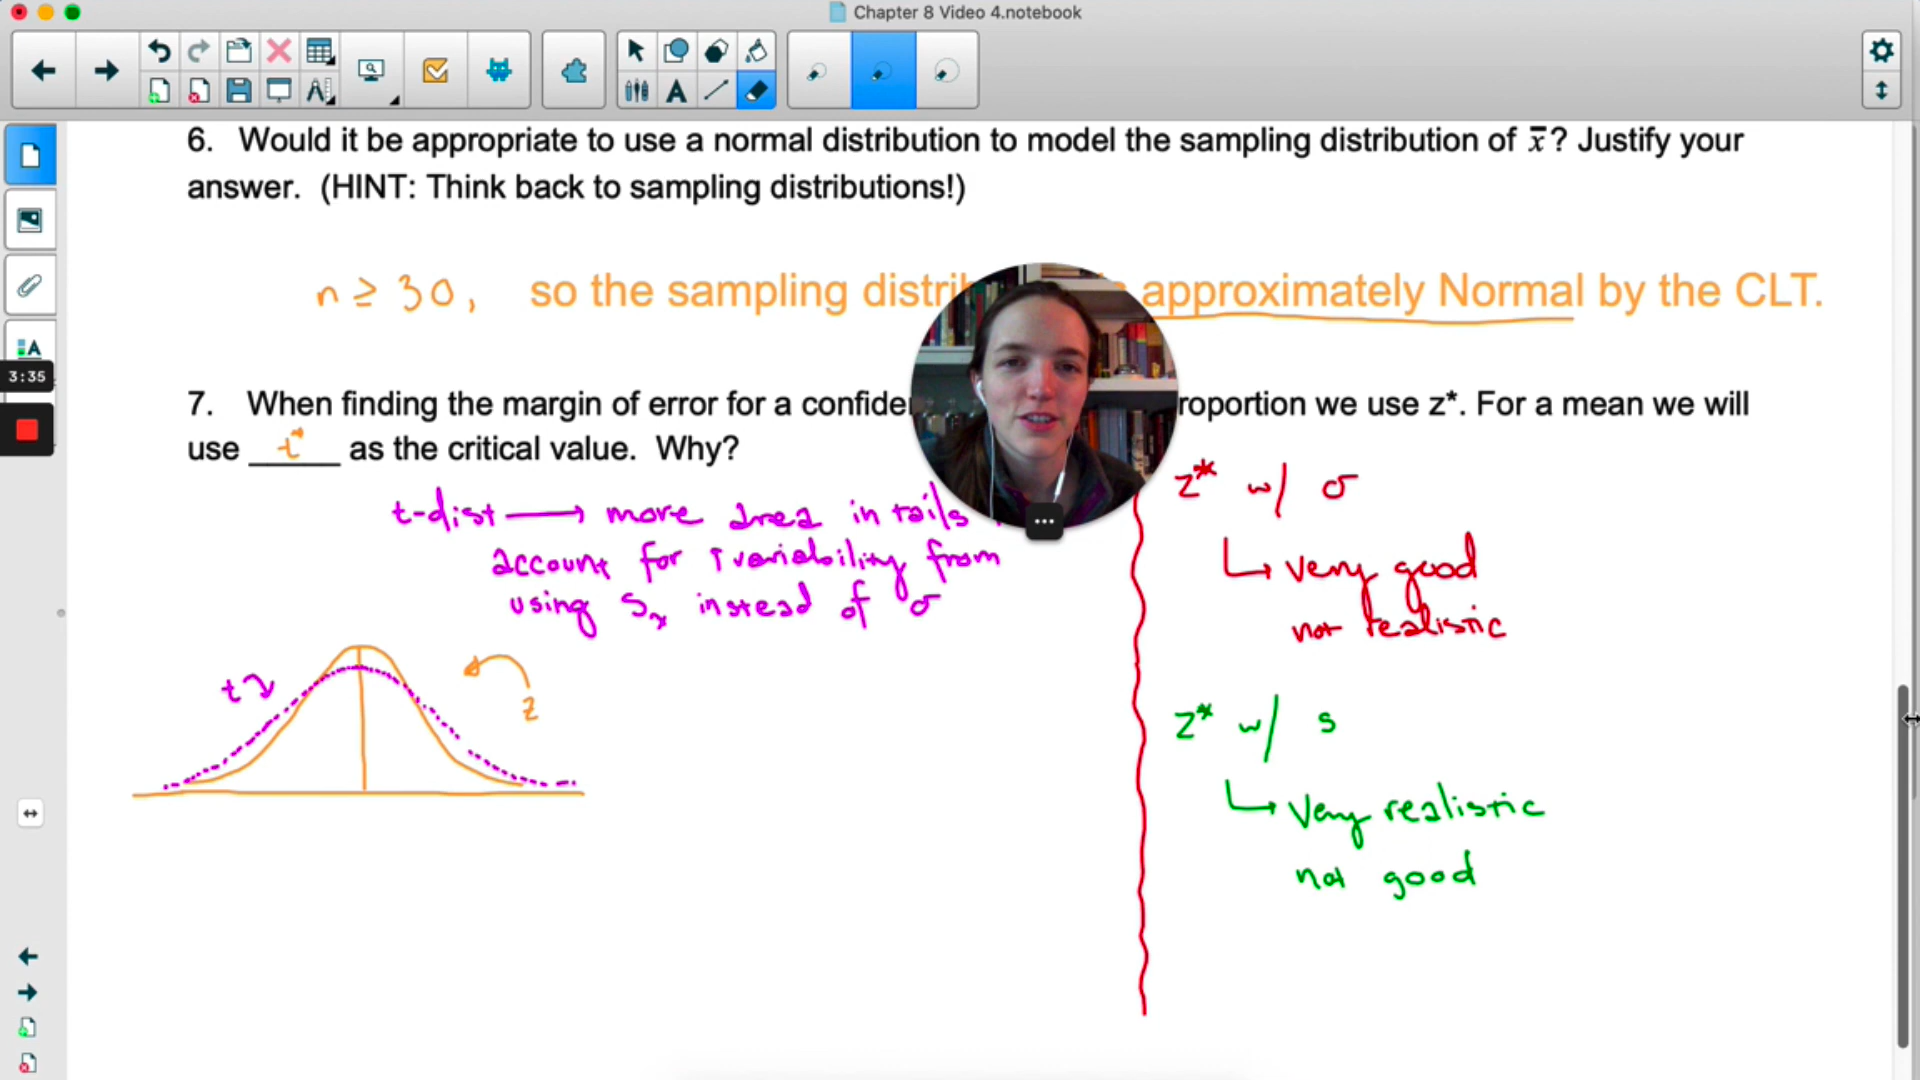 Chapter 8 Video 4.notebook
6. Would it be appropriate to use a normal distribution to model the sampling distribution of x̄? Justify your
answer. (HINT: Think back to sampling distributions!)
n ≥ 30, so the sampling distri approximately Normal by the CLT.
3:35
7. When finding the margin of error for a confide roportion we use z*. For a mean we will
use t* as the critical value. Why?
t-dist → more area in tails
account for ↑ variability from
using Sx instead of σ
t
z
z* w/ σ
↳ very good
not realistic
z* w/ s
↳ Very realistic
not good